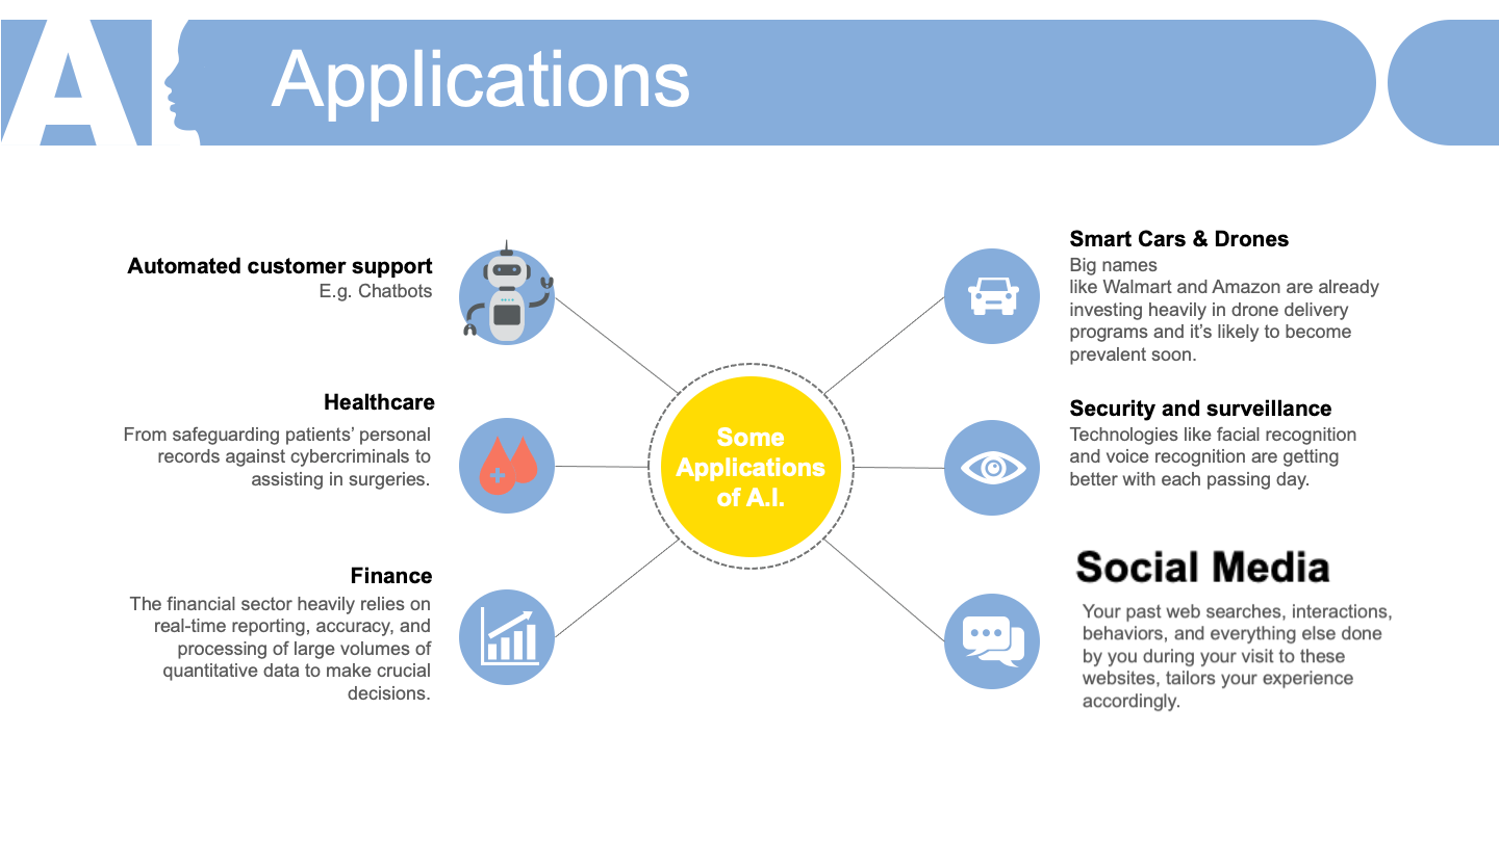 AI
Applications
Automated customer support
E.g. Chatbots
Healthcare
From safeguarding patients’ personal
records against cybercriminals to
assisting in surgeries.
Finance
The financial sector heavily relies on
real-time reporting, accuracy, and
processing of large volumes of
quantitative data to make crucial
decisions.
Some
Applications
of A.I.
Smart Cars & Drones
Big names
like Walmart and Amazon are already
investing heavily in drone delivery
programs and it’s likely to become
prevalent soon.
Security and surveillance
Technologies like facial recognition
and voice recognition are getting
better with each passing day.
Social Media
Your past web searches, interactions,
behaviors, and everything else done
by you during your visit to these
websites, tailors your experience
accordingly.